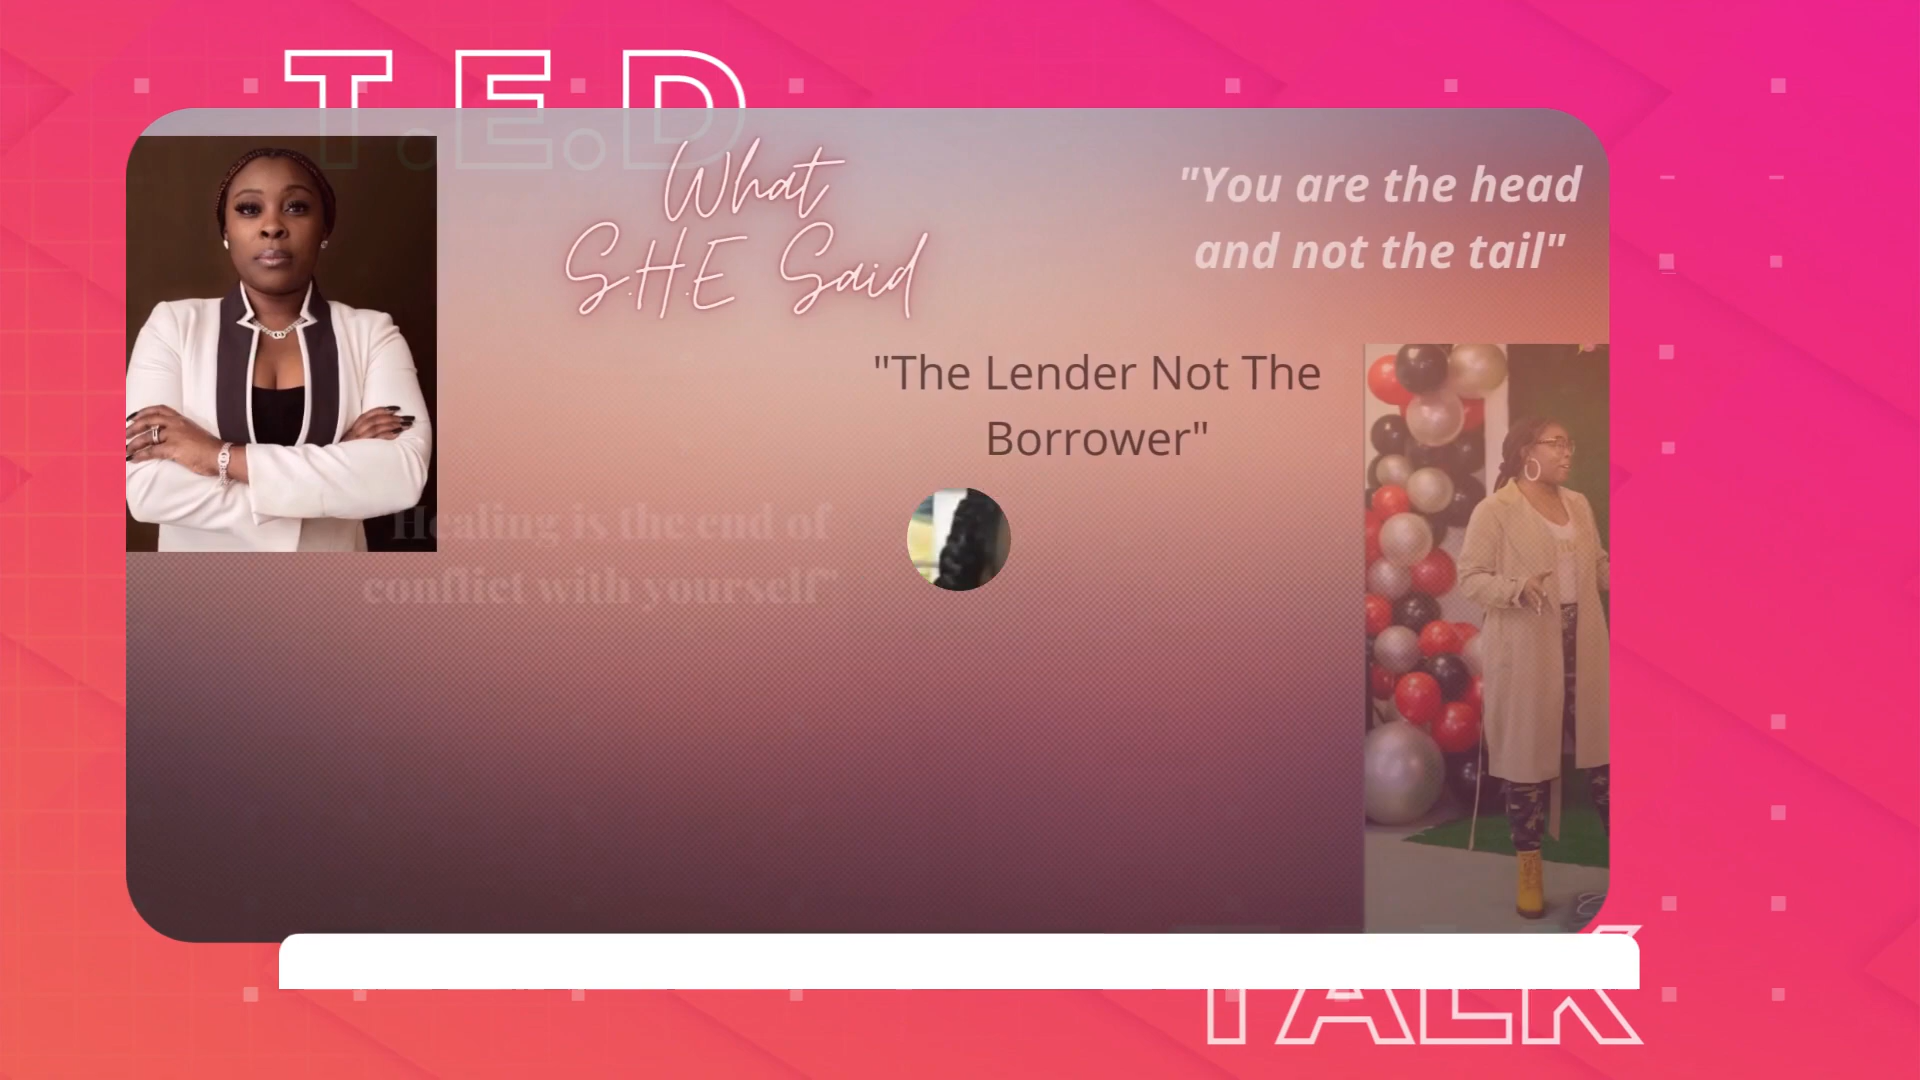 T.E.D
What
S.H.E Said
"You are the head
and not the tail"
"The Lender Not The
Borrower"
"Healing is the end of
conflict with yourself"
TALK